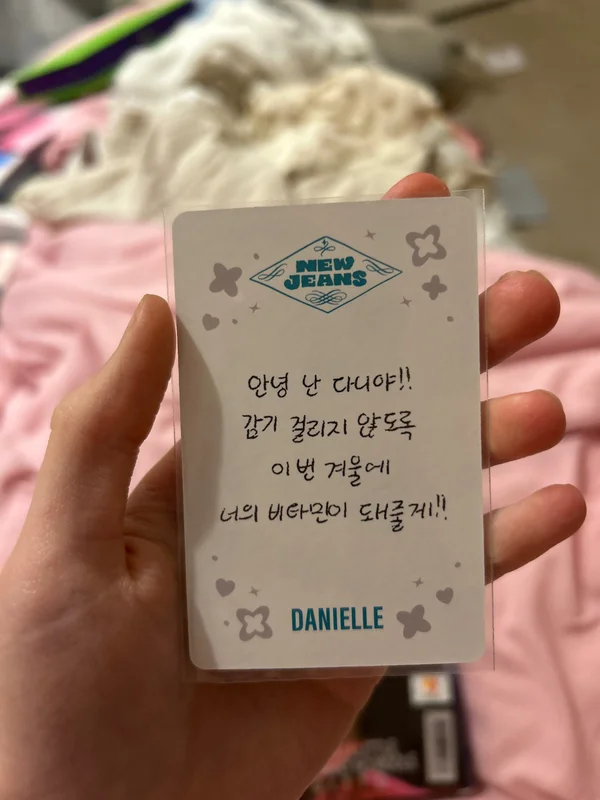 NEW
JEANS
안녕 난 다니야!!
감기 걸리지 않도록
이번 겨울에
너의 비타민이 돼줄게!!
DANIELLE